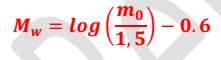 M_w = log(m_0/1,5) − 0.6